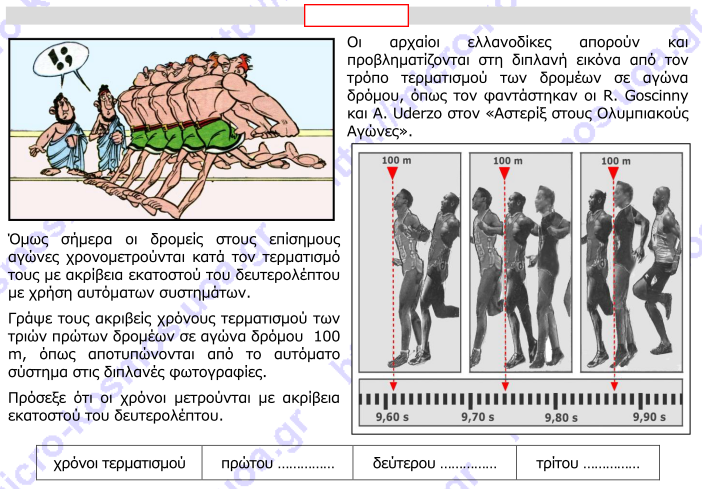 Οι αρχαίοι ελλανοδίκες απορούν και
προβληματίζονται στη διπλανή εικόνα από τον
τρόπο τερματισμού των δρομέων σε αγώνα
δρόμου, όπως τον φαντάστηκαν οι R. Goscinny
και A. Uderzo στον «Αστερίξ στους Ολυμπιακούς
Αγώνες».
Όμως σήμερα οι δρομείς στους επίσημους
αγώνες χρονομετρούνται κατά τον τερματισμό
τους με ακρίβεια εκατοστού του δευτερολέπτου
με χρήση αυτόματων συστημάτων.
Γράψε τους ακριβείς χρόνους τερματισμού των
τριών πρώτων δρομέων σε αγώνα δρόμου 100
m, όπως αποτυπώνονται από το αυτόματο
σύστημα στις διπλανές φωτογραφίες.
Πρόσεξε ότι οι χρόνοι μετρούνται με ακρίβεια
εκατοστού του δευτερολέπτου.
100 m 100 m 100 m
9,60 s 9,70 s 9,80 s 9,90 s
χρόνοι τερματισμού πρώτου …………… δεύτερου …………… τρίτου ……………